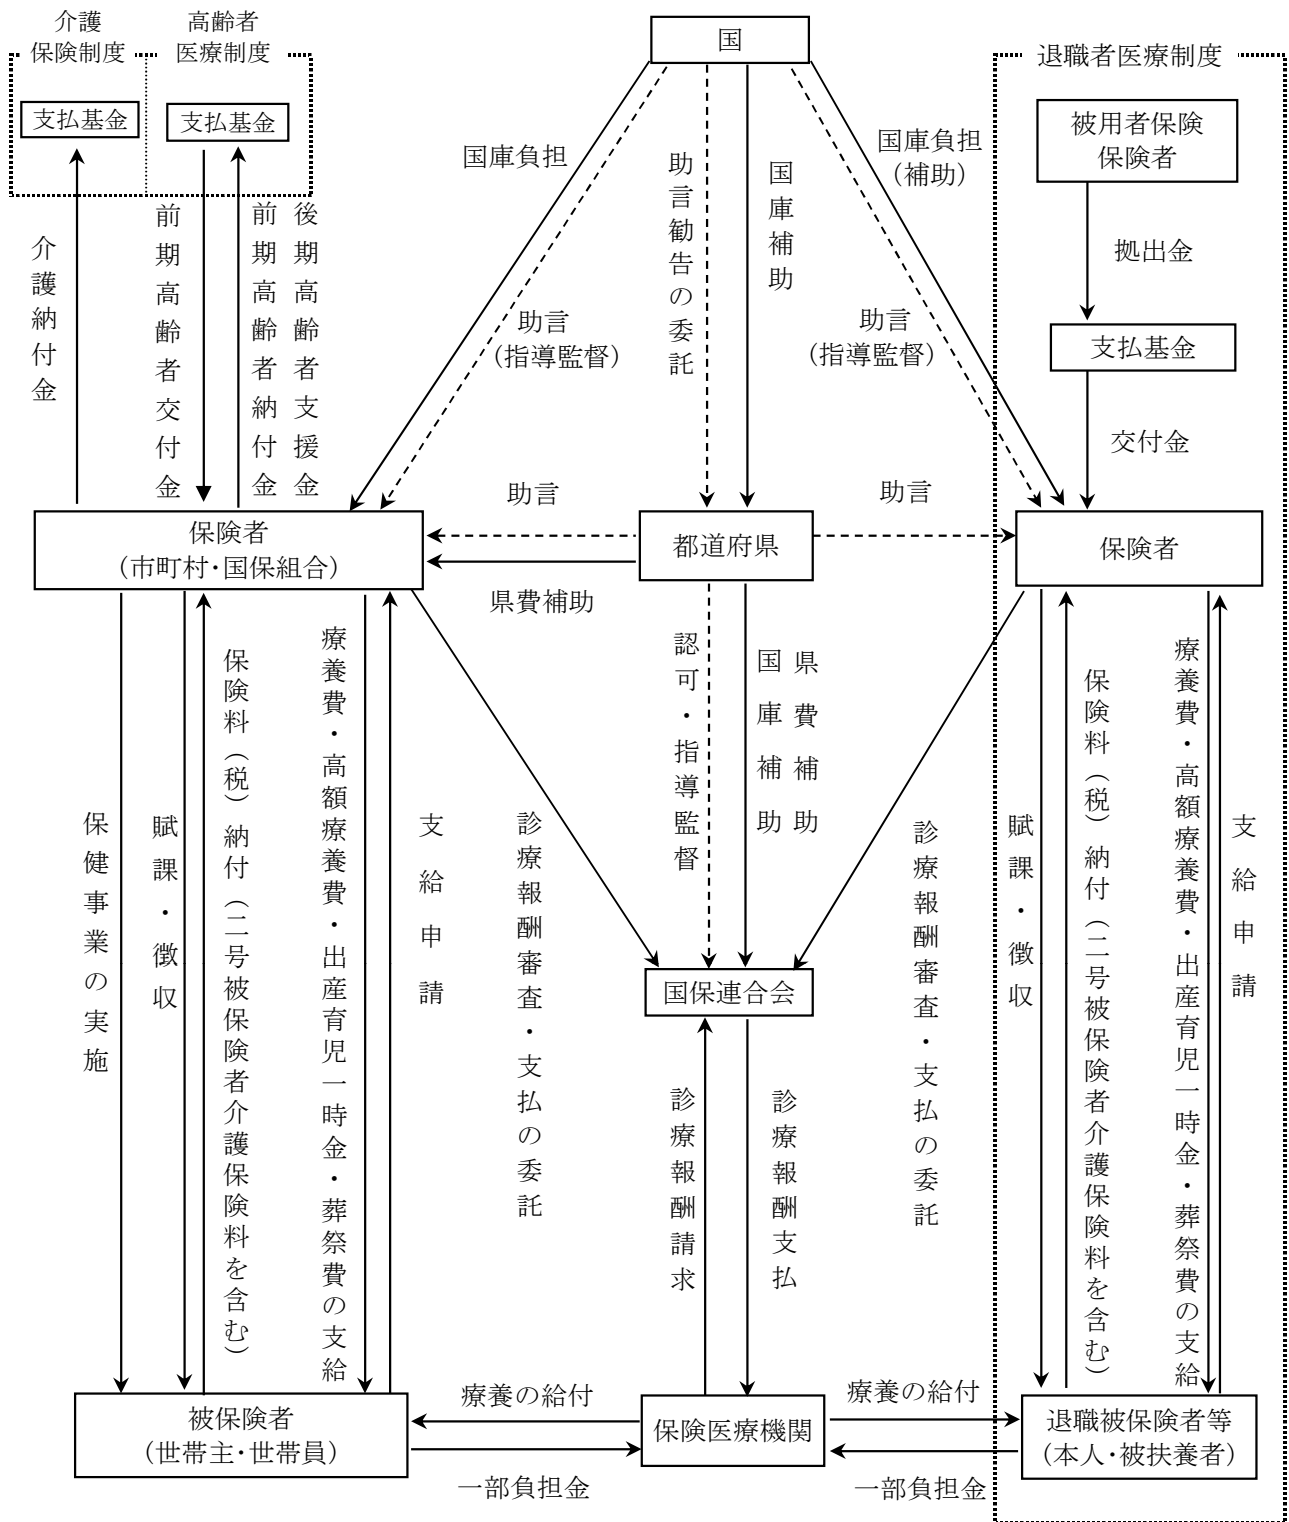 介護
保険制度
高齢者
医療制度
国
退職者医療制度
支払基金
支払基金
被用者保険
保険者
国庫負担
助言勧告の委託
国庫補助
国庫負担
（補助）
介護納付金
前期高齢者交付金
前期高齢者納付金
後期高齢者支援金
拠出金
助言
（指導監督）
助言
（指導監督）
支払基金
交付金
助言
助言
保険者
（市町村・国保組合）
都道府県
保険者
県費補助
保健事業の実施
賦課・徴収
保険料（税）納付（二号被保険者介護保険料を含む）
療養費・高額療養費・出産育児一時金・葬祭費の支給
支給申請
診療報酬審査・支払の委託
認可・指導監督
国庫補助
県費補助
診療報酬審査・支払の委託
賦課・徴収
保険料（税）納付（二号被保険者介護保険料を含む）
療養費・高額療養費・出産育児一時金・葬祭費の支給
支給申請
国保連合会
診療報酬請求
診療報酬支払
被保険者
（世帯主・世帯員）
療養の給付
一部負担金
保険医療機関
療養の給付
一部負担金
退職被保険者等
（本人・被扶養者）